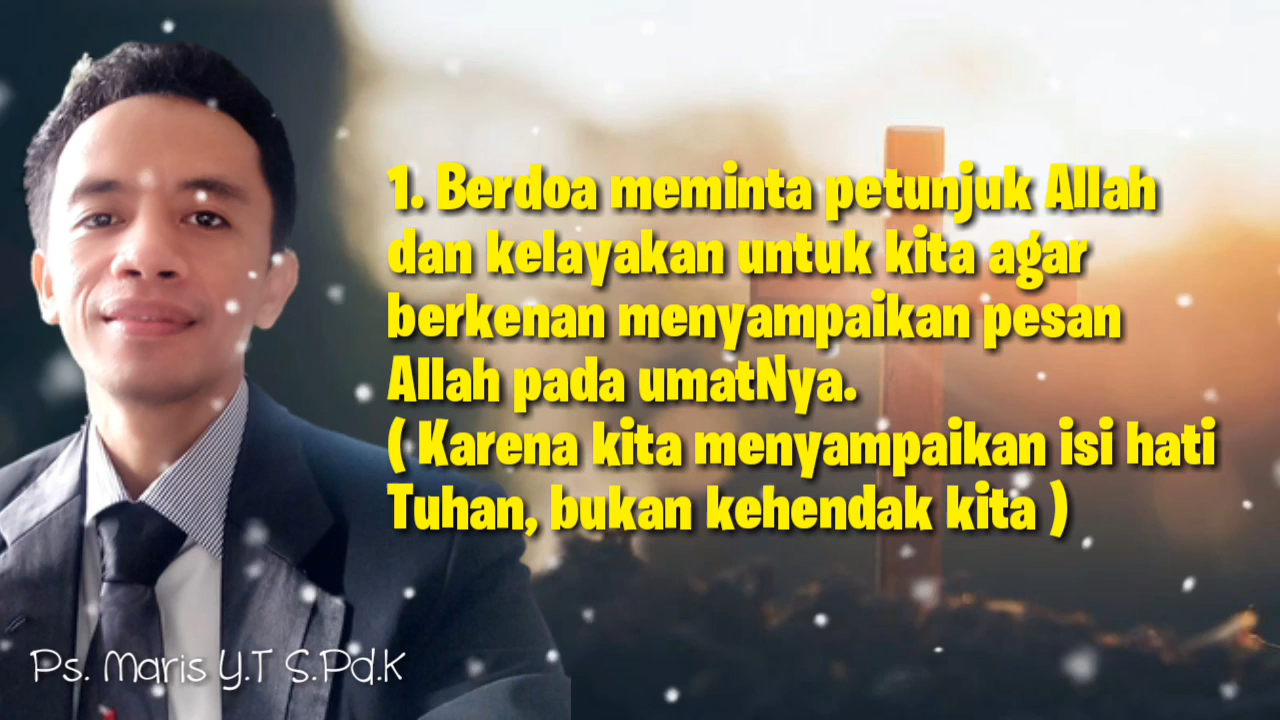 1. Berdoa meminta petunjuk Allah
dan kelayakan untuk kita agar
berkenan menyampaikan pesan
Allah pada umatNya.
( Karena kita menyampaikan isi hati
Tuhan, bukan kehendak kita )
Ps. Maris Y.T S.Pd.K